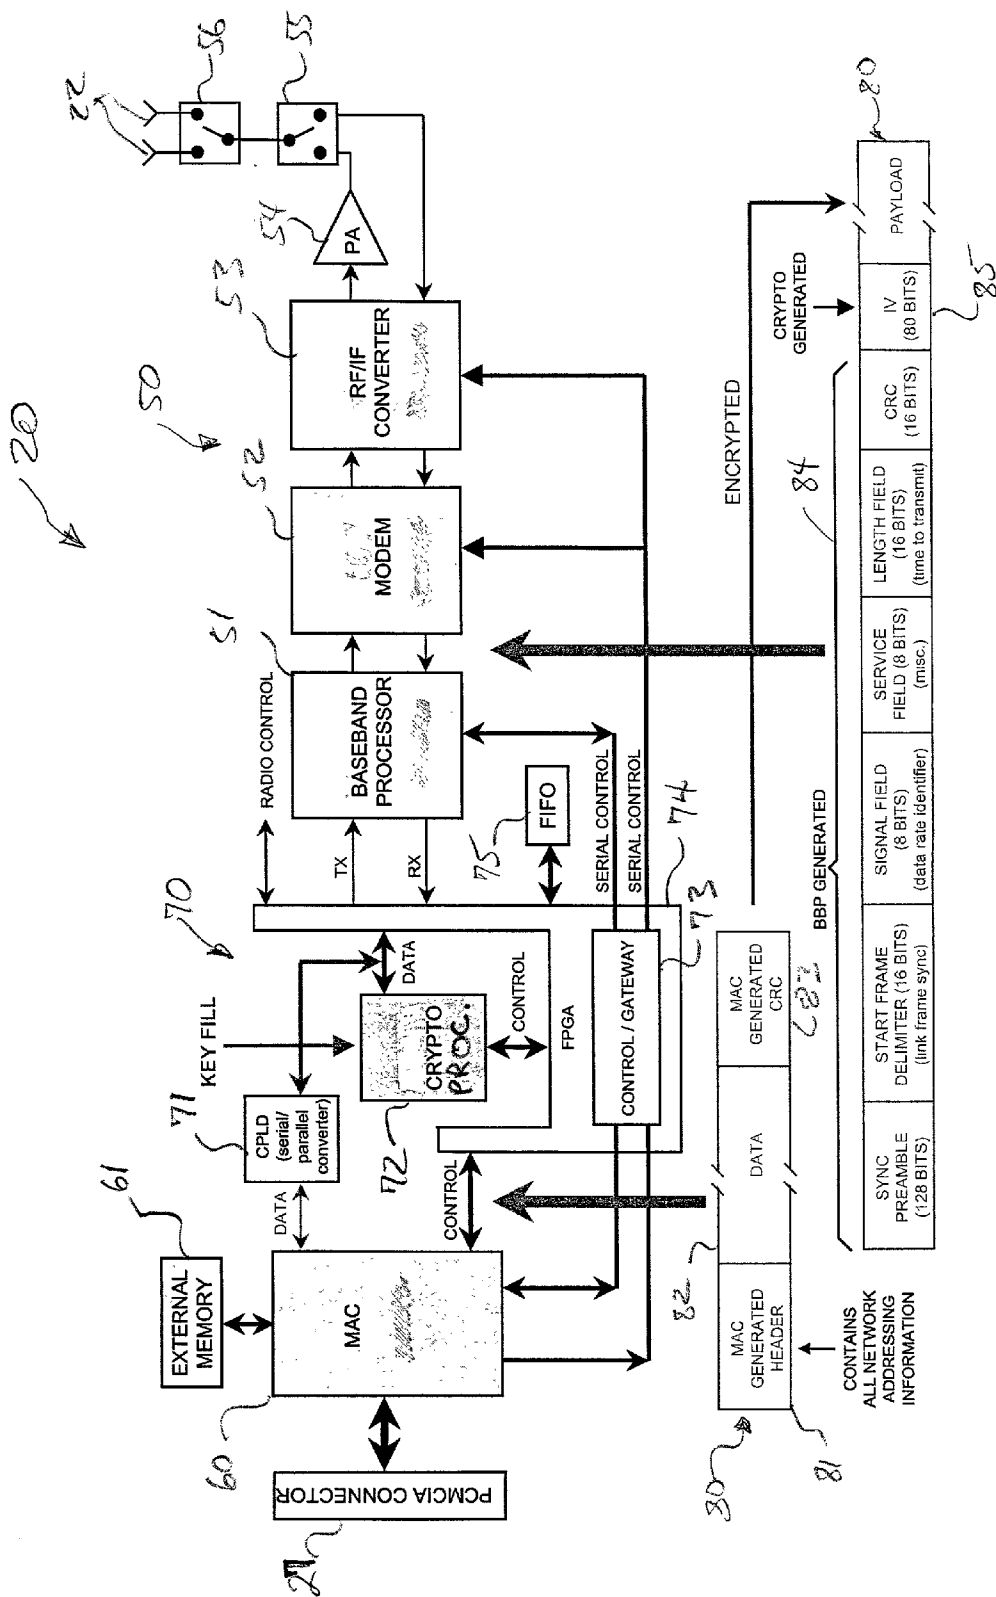 20
22
56
55
54
PA
53
RF/IF
CONVERTER
50
52
MODEM
51
BASEBAND
PROCESSOR
RADIO CONTROL
TX
RX
75
FIFO
SERIAL CONTROL
SERIAL CONTROL
74
73
70
KEY FILL
DATA
CRYPTO
PROC.
CONTROL
FPGA
CONTROL / GATEWAY
71
CPLD
(serial/
parallel
converter)
72
61
EXTERNAL
MEMORY
DATA
CONTROL
MAC
60
PCMCIA CONNECTOR
27
80
MAC
GENERATED
HEADER
81
DATA
82
MAC
GENERATED
CRC
83
CONTAINS
ALL NETWORK
ADDRESSING
INFORMATION
ENCRYPTED
CRYPTO
GENERATED
BBP GENERATED
84
SYNC
PREAMBLE
(128 BITS)
START FRAME
DELIMITER (16 BITS)
(link frame sync)
SIGNAL FIELD
(8 BITS)
(data rate identifier)
SERVICE
FIELD (8 BITS)
(misc.)
LENGTH FIELD
(16 BITS)
(time to transmit)
CRC
(16 BITS)
IV
(80 BITS)
85
PAYLOAD
80